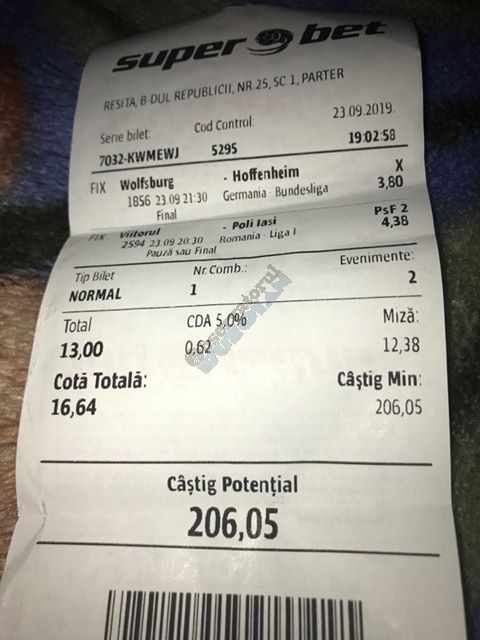 super bet
RESITA, B-DUL REPUBLICII, NR.25, SC 1, PARTER
Serie bilet: Cod Control: 23.09.2019
7032-KWMEWJ 5295 19:02:58
FIX Wolfsburg - Hoffenheim X
1856 23.09 21:30 Germania Bundesliga 3,80
Final
FIX Viitorul - Poli Iasi PsF 2
2594 23.09 20:30 Romania Liga I 4,38
Pauză sau Final
Tip Bilet Nr.Comb.: Evenimente:
NORMAL 1 2
Total CDA 5,0% Miză:
13,00 0,62 12,38
Cotă Totală: Câștig Min:
16,64 206,05
Câștig Potențial
206,05